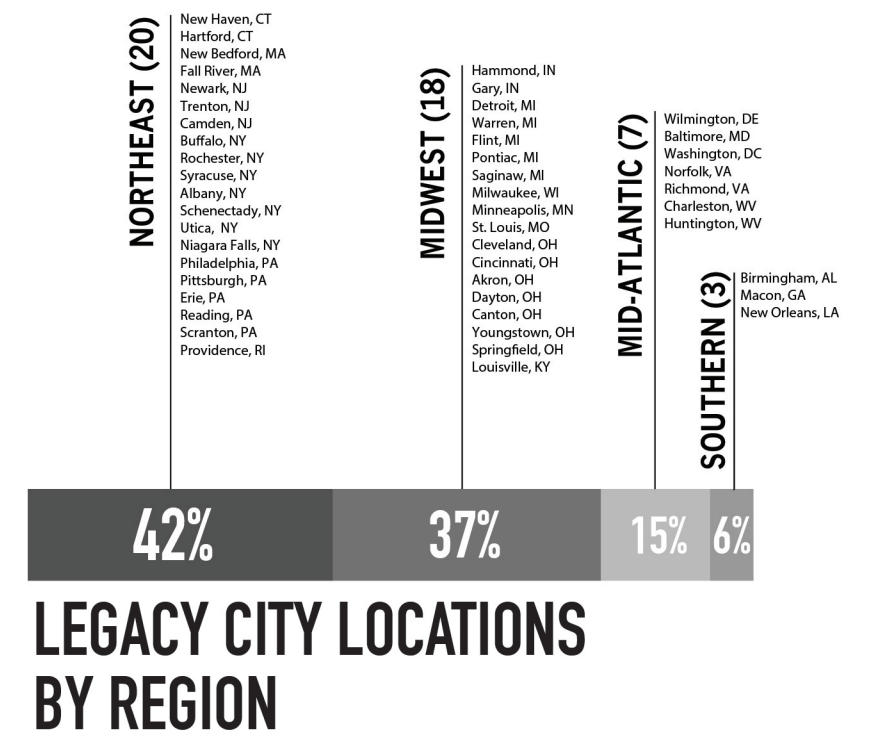 NORTHEAST (20)
New Haven, CT
Hartford, CT
New Bedford, MA
Fall River, MA
Newark, NJ
Trenton, NJ
Camden, NJ
Buffalo, NY
Rochester, NY
Syracuse, NY
Albany, NY
Schenectady, NY
Utica, NY
Niagara Falls, NY
Philadelphia, PA
Pittsburgh, PA
Erie, PA
Reading, PA
Scranton, PA
Providence, RI
MIDWEST (18)
Hammond, IN
Gary, IN
Detroit, MI
Warren, MI
Flint, MI
Pontiac, MI
Saginaw, MI
Milwaukee, WI
Minneapolis, MN
St. Louis, MO
Cleveland, OH
Cincinnati, OH
Akron, OH
Dayton, OH
Canton, OH
Youngstown, OH
Springfield, OH
Louisville, KY
MID-ATLANTIC (7)
Wilmington, DE
Baltimore, MD
Washington, DC
Norfolk, VA
Richmond, VA
Charleston, WV
Huntington, WV
SOUTHERN (3)
Birmingham, AL
Macon, GA
New Orleans, LA
42%
37%
15%
6%
LEGACY CITY LOCATIONS
BY REGION